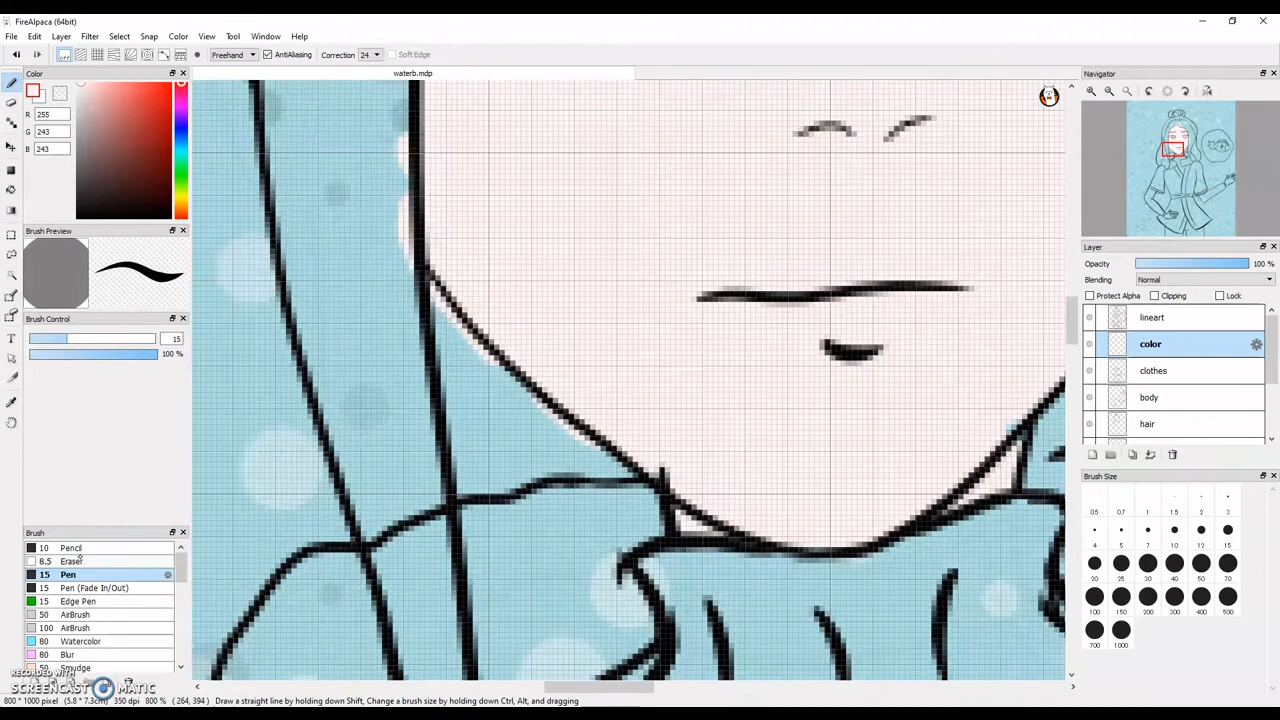 FireAlpaca (64bit)
File Edit Layer Filter Select Snap Color View Tool Window Help
off Freehand AntiAliasing Correction 24 Soft Edge
Color
waterb.mdp
Navigator
R 255
G 243
B 243
Brush Preview
Brush Control
15
100 %
Layer
Opacity 100 %
Blending Normal
Protect Alpha Clipping Lock
lineart
color
clothes
body
hair
Brush Size
0.5 0.7 1 1.5 2 3
4 5 7 10 12 15
20 25 30 40 50 70
100 150 200 300 400 500
700 1000
Brush
10 Pencil
8.5 Eraser
15 Pen
15 Pen (Fade In/Out)
15 Edge Pen
50 AirBrush
100 AirBrush
80 Watercolor
80 Blur
50 Smudge
RECORDED WITH
SCREENCAST MATIC
800 * 1000 pixel (5.8 * 7.3cm) 350 dpi 800 % ( 264, 394 ) Draw a straight line by holding down Shift, Change a brush size by holding down Ctrl, Alt, and dragging